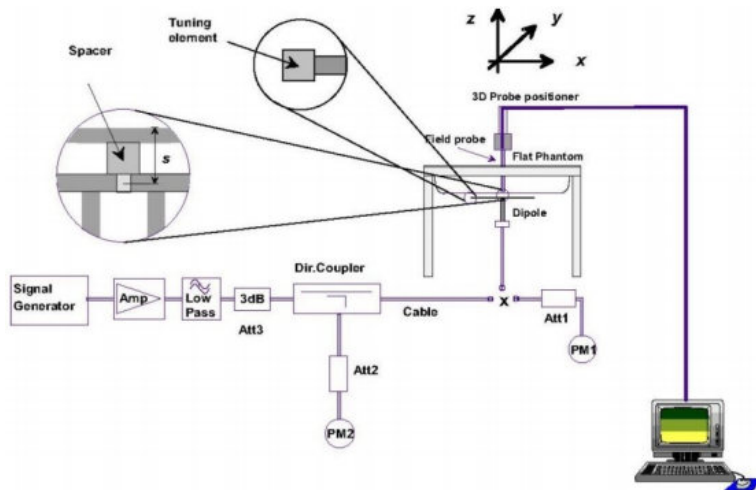 Tuning
element
Spacer
s
z
y
x
3D Probe positioner
Field probe
Flat Phantom
Dipole
Dir.Coupler
Signal
Generator
Amp
Low
Pass
3dB
Att3
Cable
x
Att1
PM1
Att2
PM2